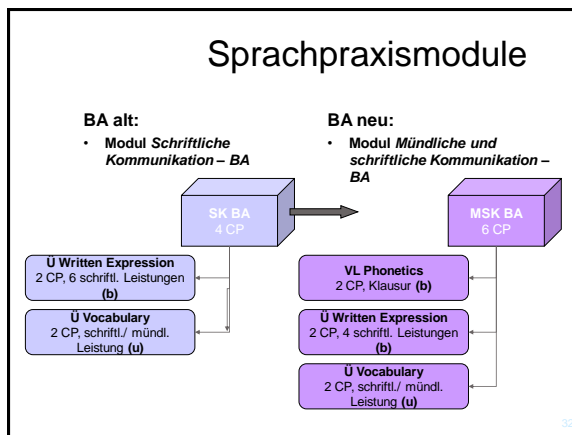 Sprachpraxismodule
BA alt:
• Modul Schriftliche
Kommunikation – BA
SK BA
4 CP
Ü Written Expression
2 CP, 6 schriftl. Leistungen
(b)
Ü Vocabulary
2 CP, schriftl./ mündl.
Leistung (u)
BA neu:
• Modul Mündliche und
schriftliche Kommunikation –
BA
MSK BA
6 CP
VL Phonetics
2 CP, Klausur (b)
Ü Written Expression
2 CP, 4 schriftl. Leistungen
(b)
Ü Vocabulary
2 CP, schriftl./ mündl.
Leistung (u)
32